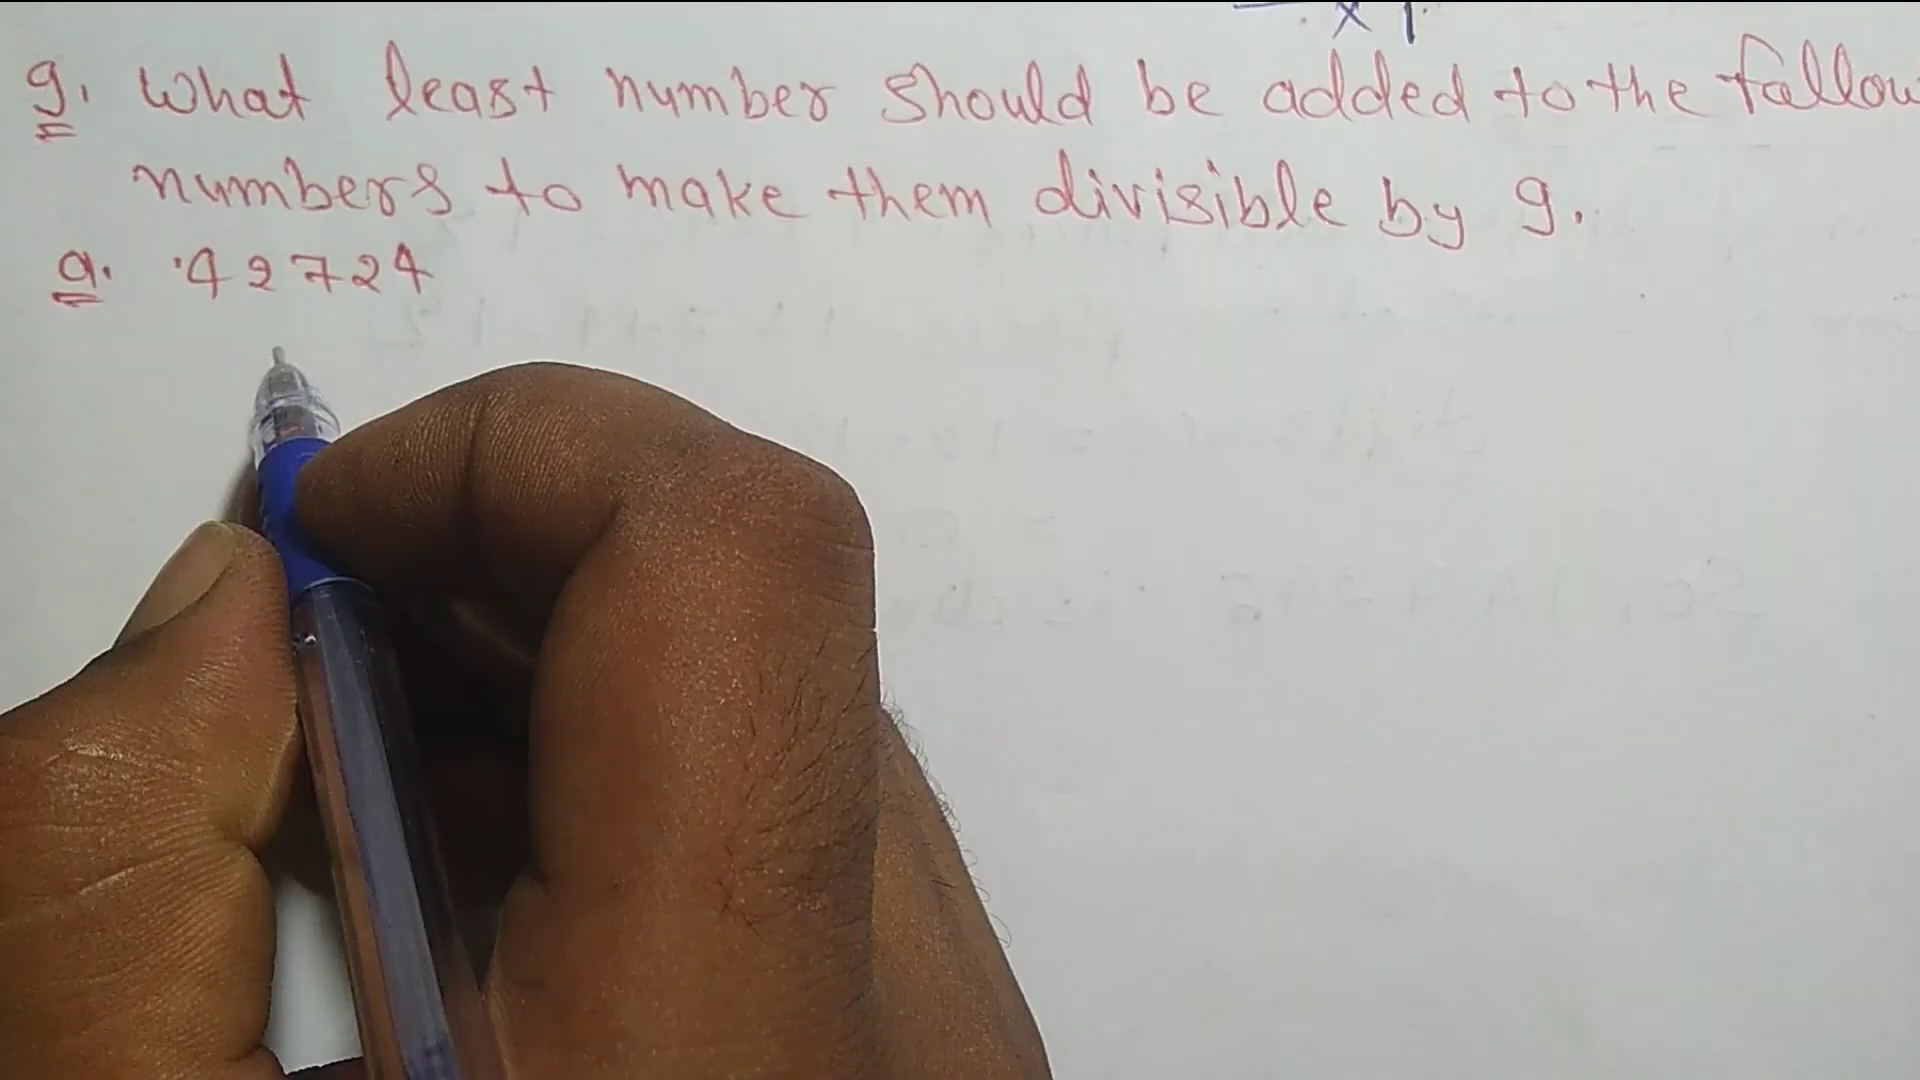 9. What least number should be added to the follow
numbers to make them divisible by 9.
a. 42724